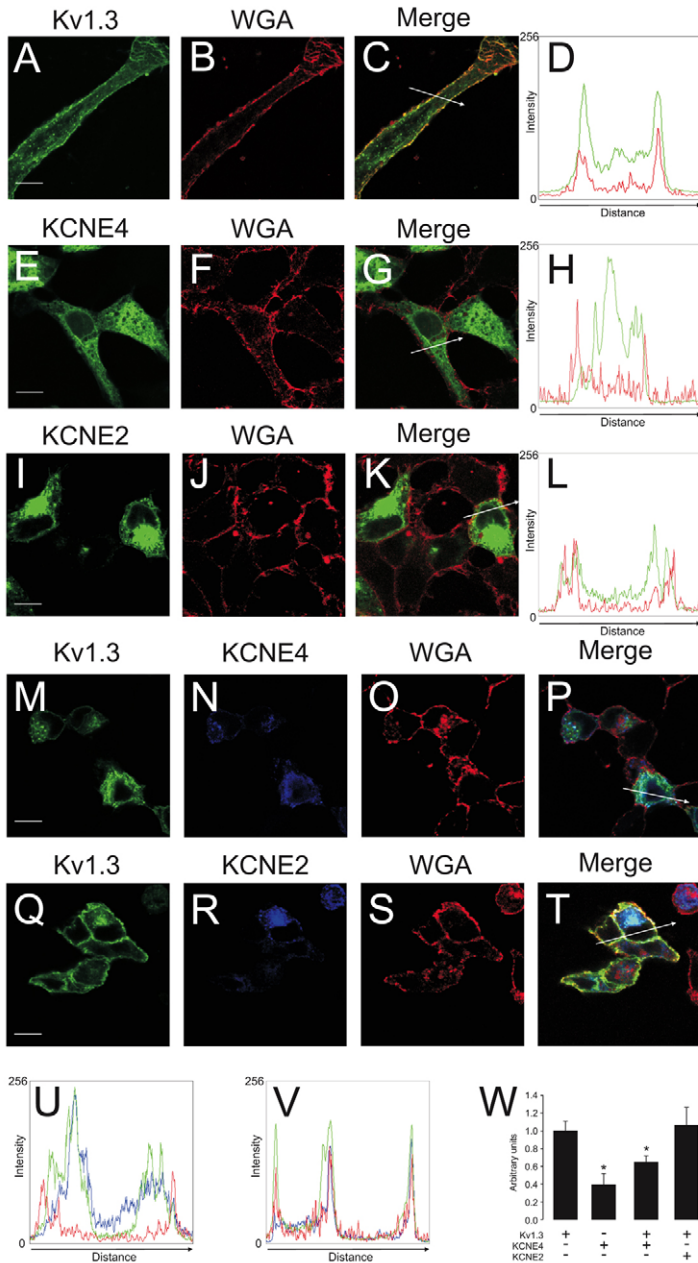 Kv1.3 WGA Merge
A B C D
256
Intensity
0
Distance
KCNE4 WGA Merge
E F G H
256
Intensity
0
Distance
KCNE2 WGA Merge
I J K L
256
Intensity
0
Distance
Kv1.3 KCNE4 WGA Merge
M N O P
Kv1.3 KCNE2 WGA Merge
Q R S T
256
U
Intensity
0
Distance
256
V
Intensity
0
Distance
W
Arbitrary units
1.4
1.2
1.0
0.8
0.6
0.4
0.2
0.0
* *
Kv1.3 + - + +
KCNE4 - + + -
KCNE2 - - - +